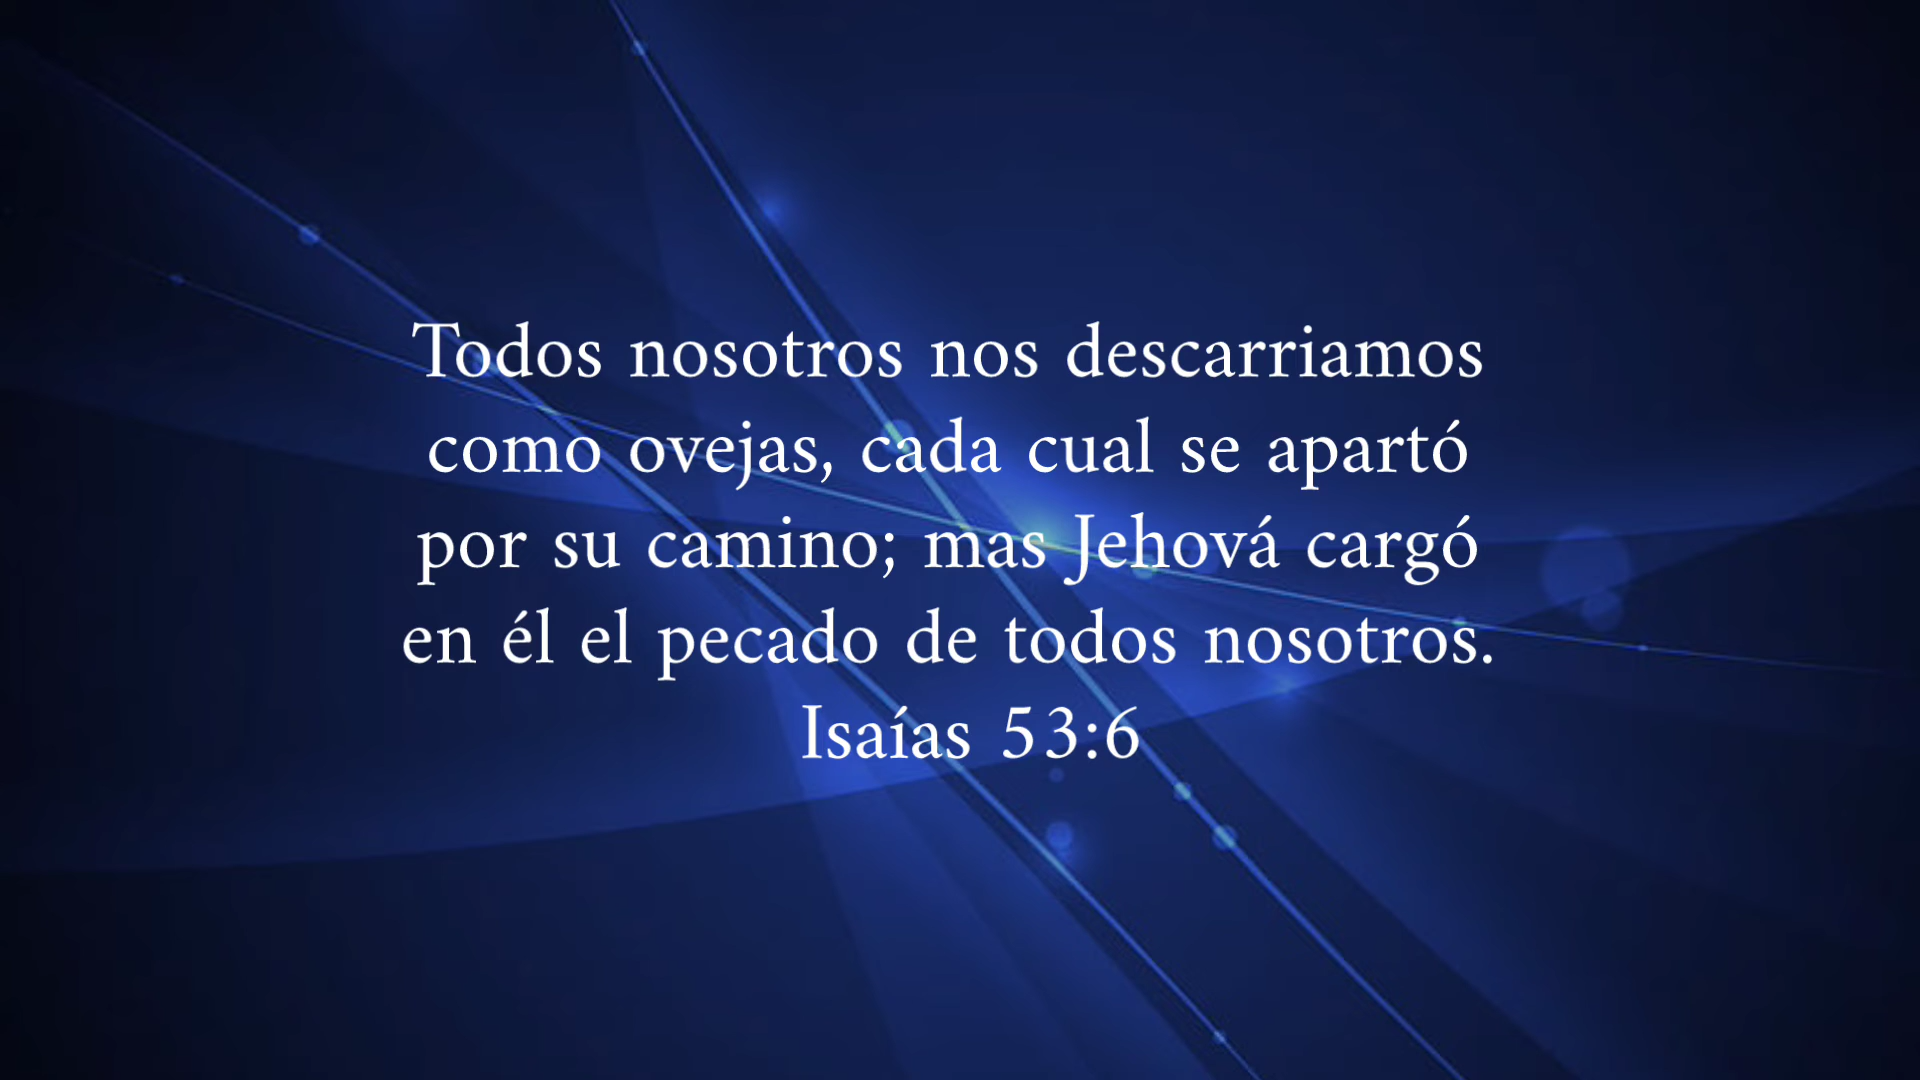 Todos nosotros nos descarriamos
como ovejas, cada cual se apartó
por su camino; mas Jehová cargó
en él el pecado de todos nosotros.
Isaías 53:6